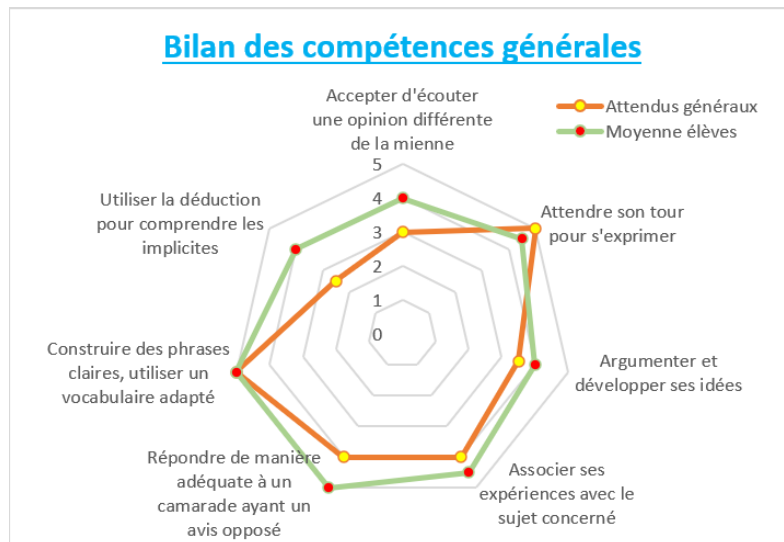 Bilan des compétences générales
Accepter d'écouter
une opinion différente
de la mienne
Attendus généraux
Moyenne élèves
5
4
3
2
1
0
Attendre son tour
pour s'exprimer
Argumenter et
développer ses idées
Associer ses
expériences avec le
sujet concerné
Répondre de manière
adéquate à un
camarade ayant un
avis opposé
Construire des phrases
claires, utiliser un
vocabulaire adapté
Utiliser la déduction
pour comprendre les
implicites